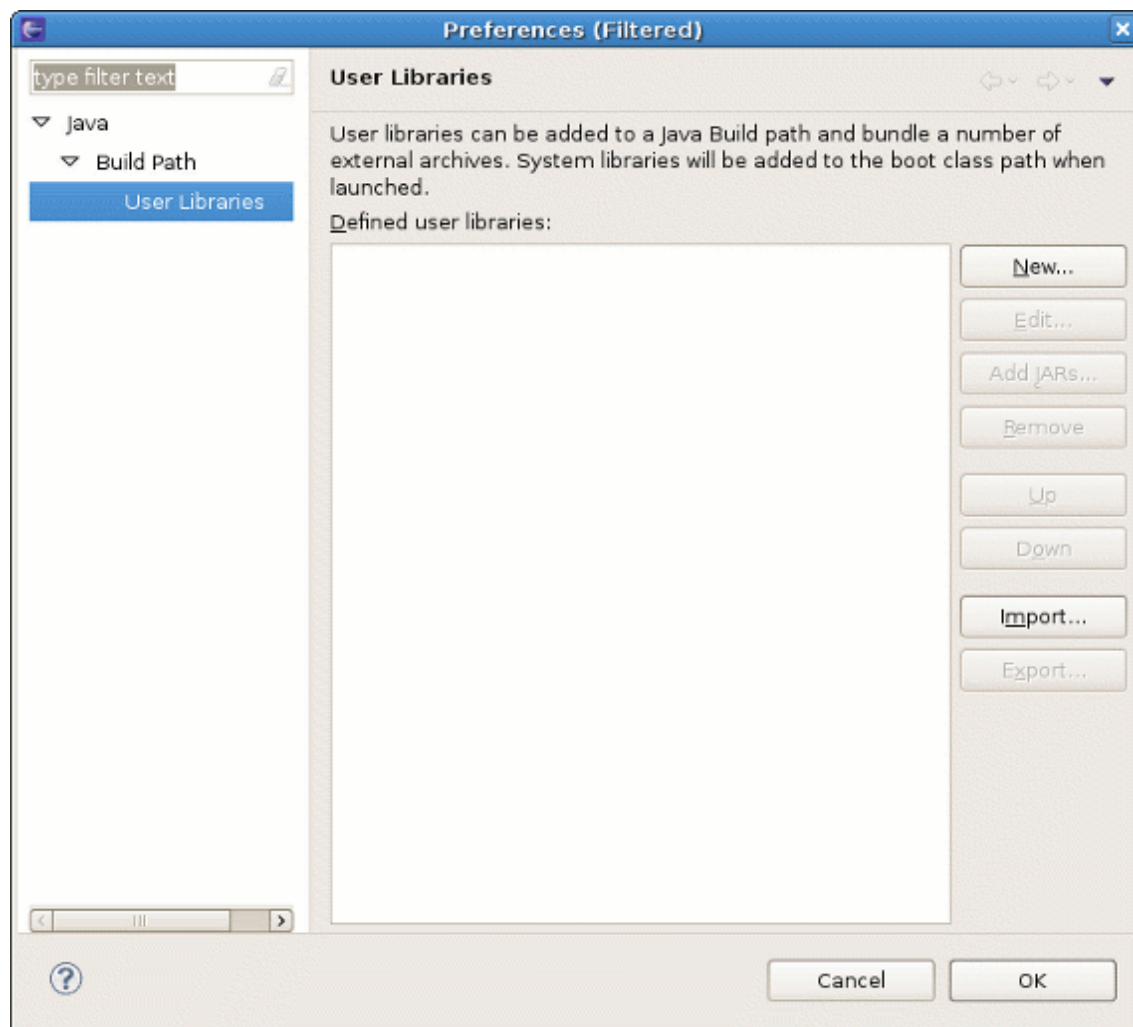 Preferences (Filtered)
type filter text
Java
Build Path
User Libraries
User Libraries
User libraries can be added to a Java Build path and bundle a number of
external archives. System libraries will be added to the boot class path when
launched.
Defined user libraries:
New...
Edit...
Add JARs...
Remove
Up
Down
Import...
Export...
Cancel
OK